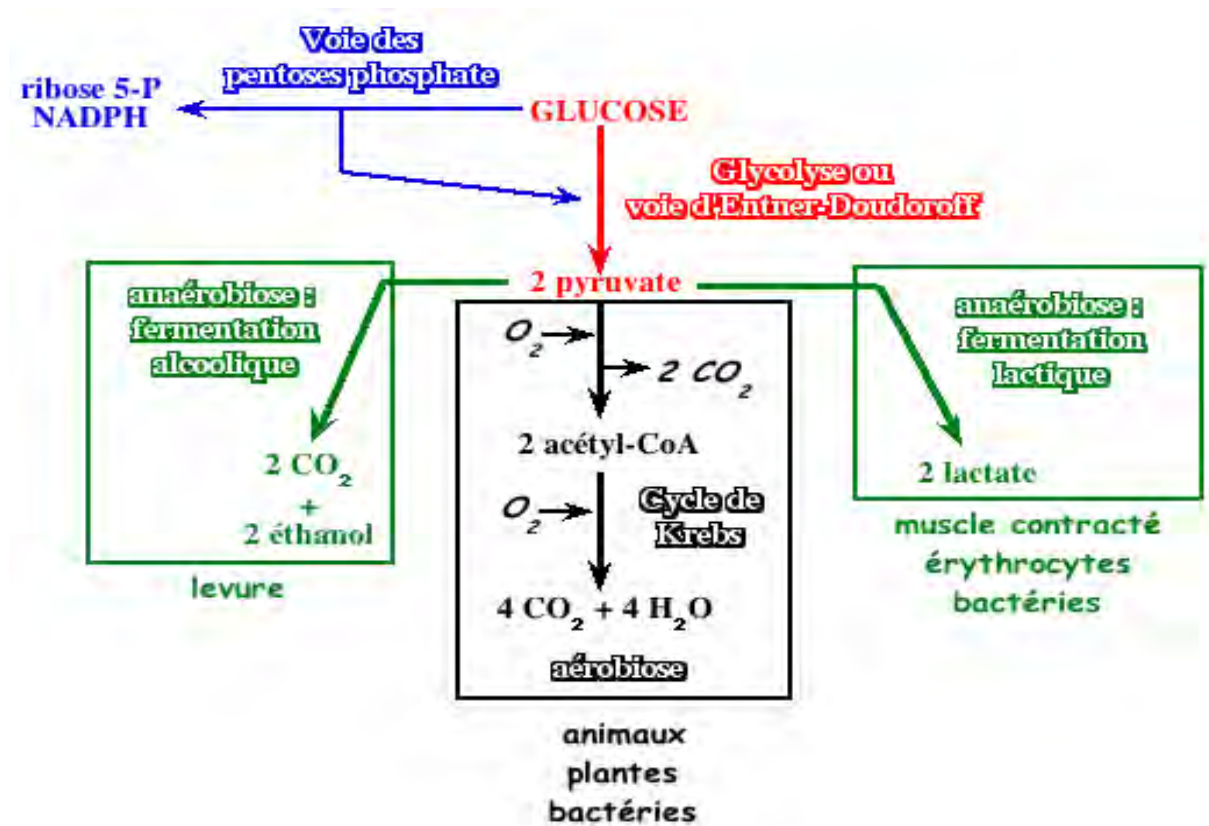 Voie des
pentoses phosphate
ribose 5-P
NADPH
GLUCOSE
Glycolyse ou
voie d'Entner-Doudoroff
2 pyruvate
anaérobiose :
fermentation
alcoolique
2 CO2
+
2 éthanol
levure
O2
2 CO2
2 acétyl-CoA
O2
Cycle de
Krebs
4 CO2 + 4 H2O
aérobiose
animaux
plantes
bactéries
anaérobiose :
fermentation
lactique
2 lactate
muscle contracté
érythrocytes
bactéries